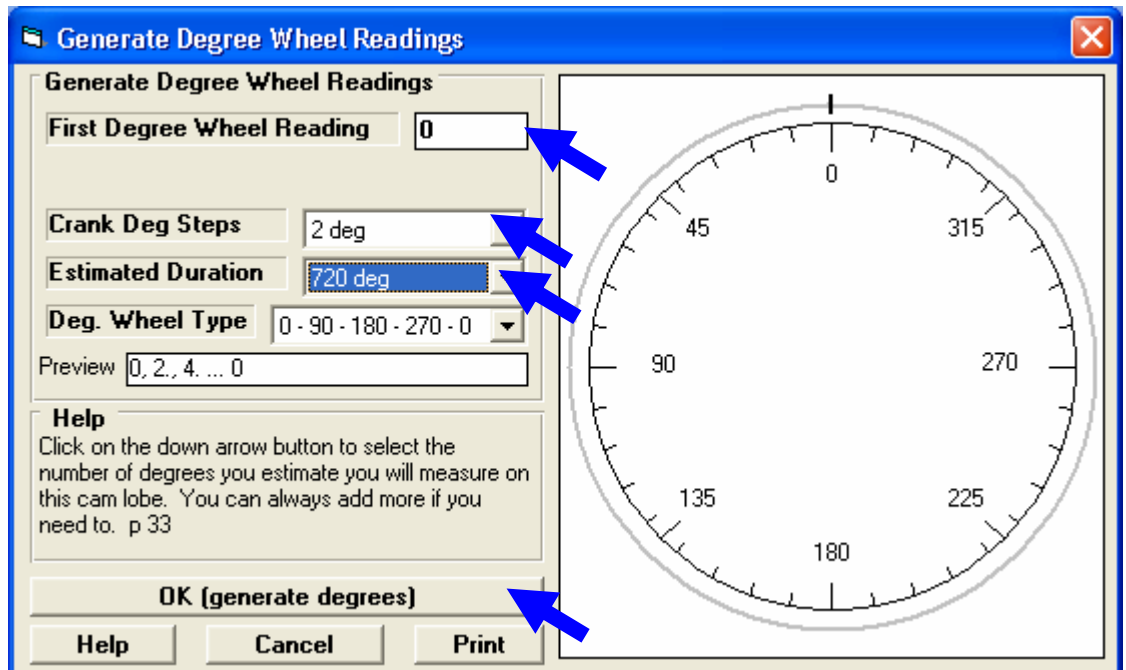 Generate Degree Wheel Readings
Generate Degree Wheel Readings
First Degree Wheel Reading 0
Crank Deg Steps 2 deg
Estimated Duration 720 deg
Deg. Wheel Type 0 - 90 - 180 - 270 - 0
Preview 0, 2., 4. ... 0
Help
Click on the down arrow button to select the
number of degrees you estimate you will measure on
this cam lobe. You can always add more if you
need to. p 33
OK (generate degrees)
Help Cancel Print
0
45 315
90 270
135 225
180